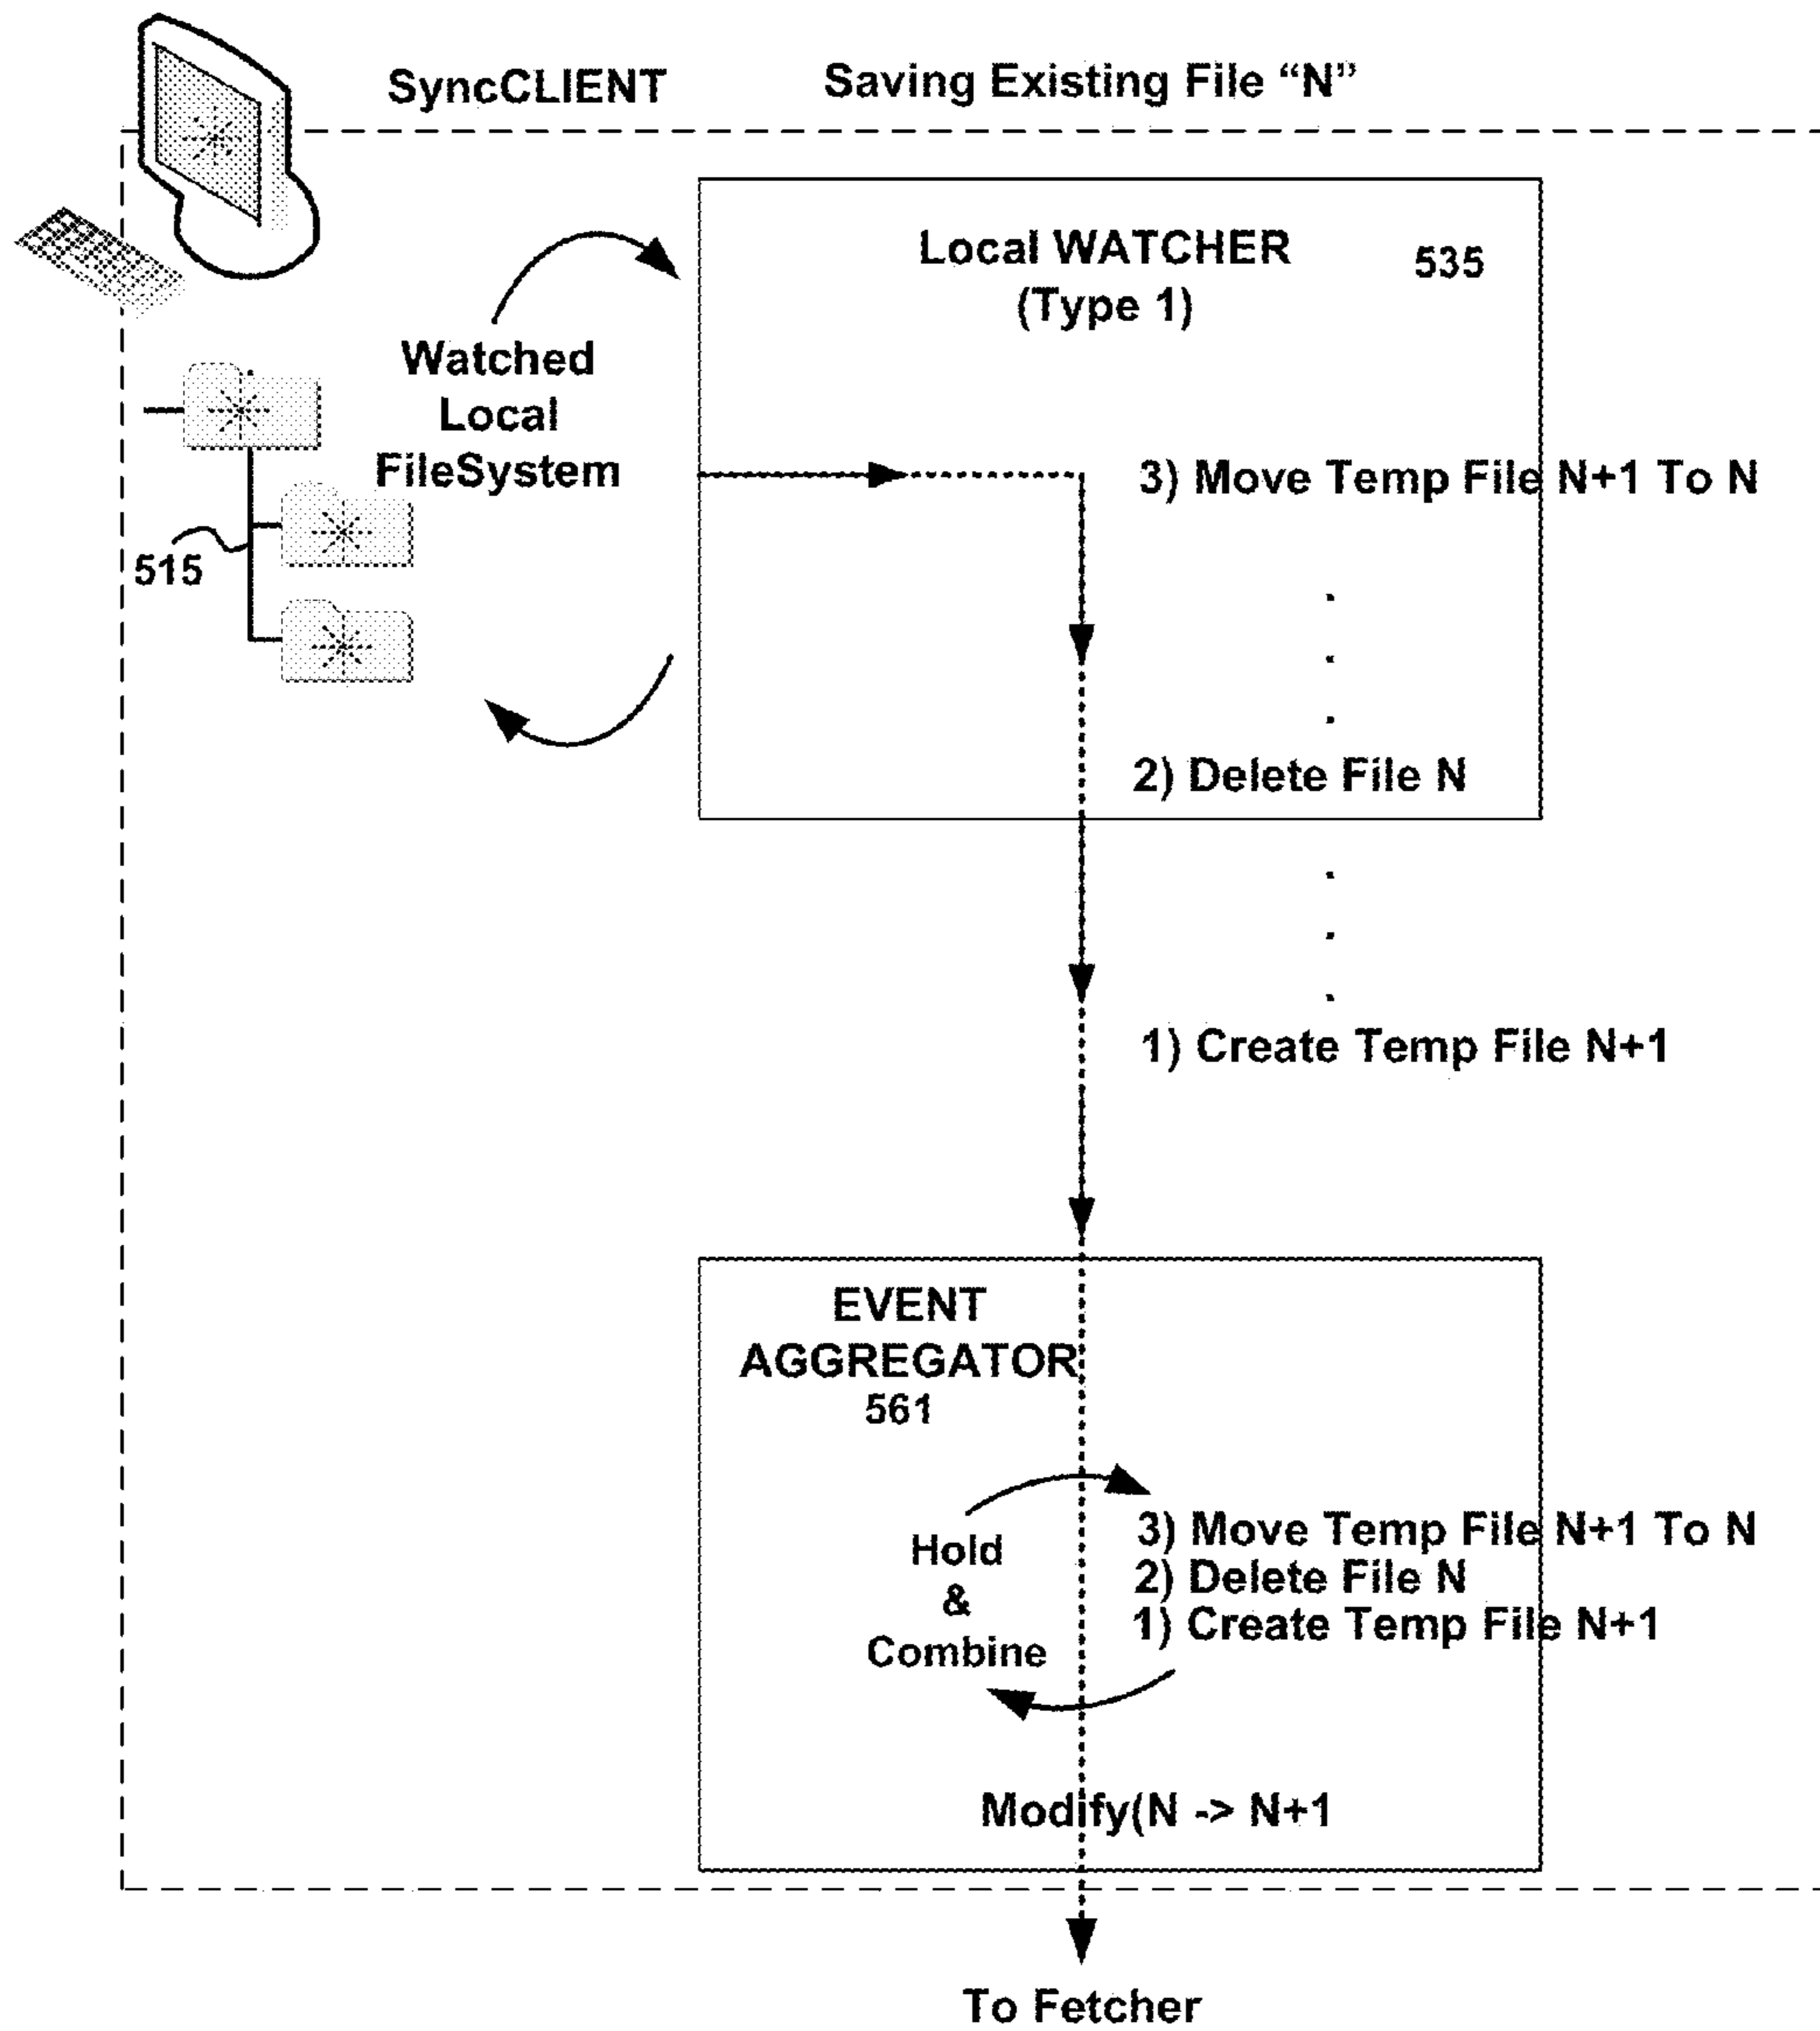 SyncCLIENT
Saving Existing File “N”
Local WATCHER
(Type 1)
535
Watched
Local
FileSystem
515
3) Move Temp File N+1 To N
2) Delete File N
1) Create Temp File N+1
EVENT
AGGREGATOR
561
Hold
&
Combine
3) Move Temp File N+1 To N
2) Delete File N
1) Create Temp File N+1
Modify(N -> N+1
To Fetcher